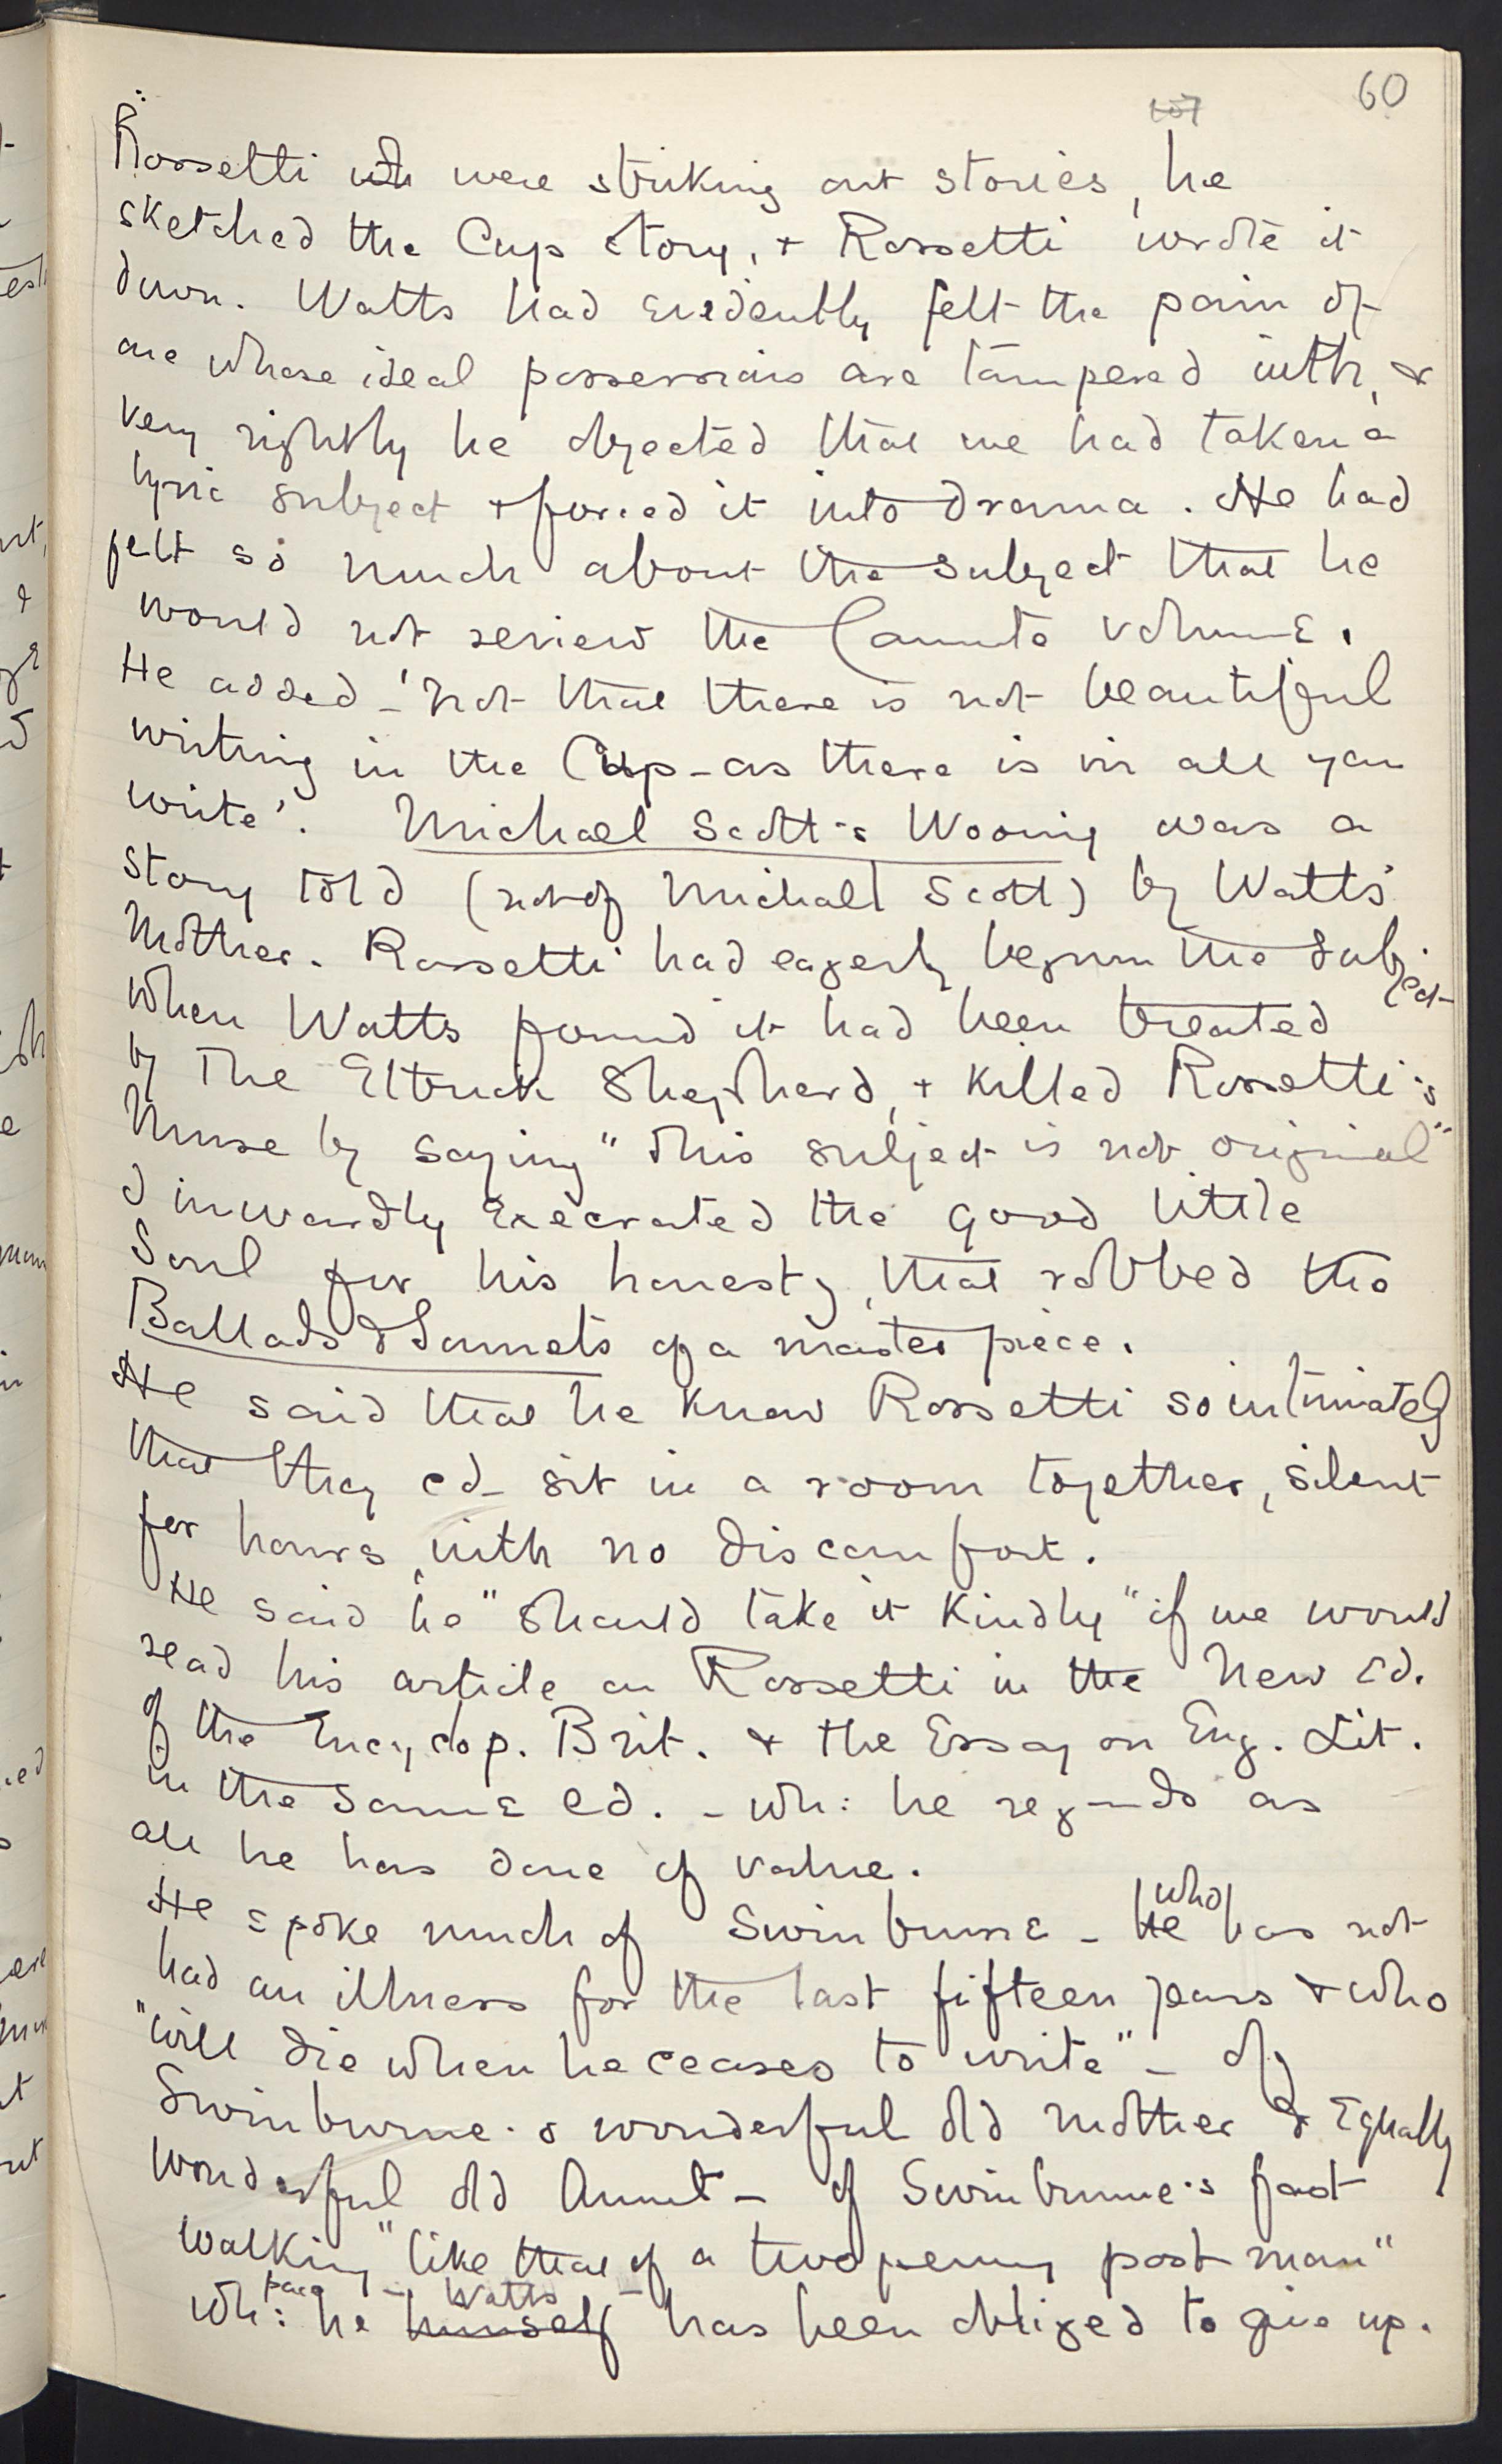 60
Rossetti were striking out stories, he
sketched the Cup story, + Rossetti wrote it
down. Watts had evidently felt the pain of
one whose ideal possessions are tampered with, &
very rightly he objected that we had taken a
lyric subject + forced it into drama. He had
felt so much about the subject that he
would not review the Canute volume.
He added - 'not that there is not beautiful
writing in the Cup - as there is in all you
write'. Michael Scott's Wooing was a
story told (not of Michael Scott) by Watts'
Mother. Rossetti had eagerly begun the subject
when Watts found it had been treated
by The Ettrick Shepherd, + killed Rossetti's
Muse by saying "this subject is not original"
I inwardly execrated the good little
Soul for his honesty, that robbed the
Ballads & Sonnets of a master piece.
He said that he knew Rossetti so intimately
that they cd- sit in a room together, silent
for hours, with no discomfort.
He said he "should take it kindly" if we would
read his article on Rossetti in the New Ed.
of the Encyclop. Brit. & the Essay on Eng. Lit.
in the same ed. - wh: he regards as
all he has done of value.
He spoke much of Swinburne - He who has not
had an illness for the last fifteen years & who
"will die when he ceases to write" - of
Swinburne's wonderful old mother & Equally
wonderful old Aunt - of Swinburne's fast
walking "like that of a twopenny post man"
wh: pace he himself Watts has been obliged to give up.